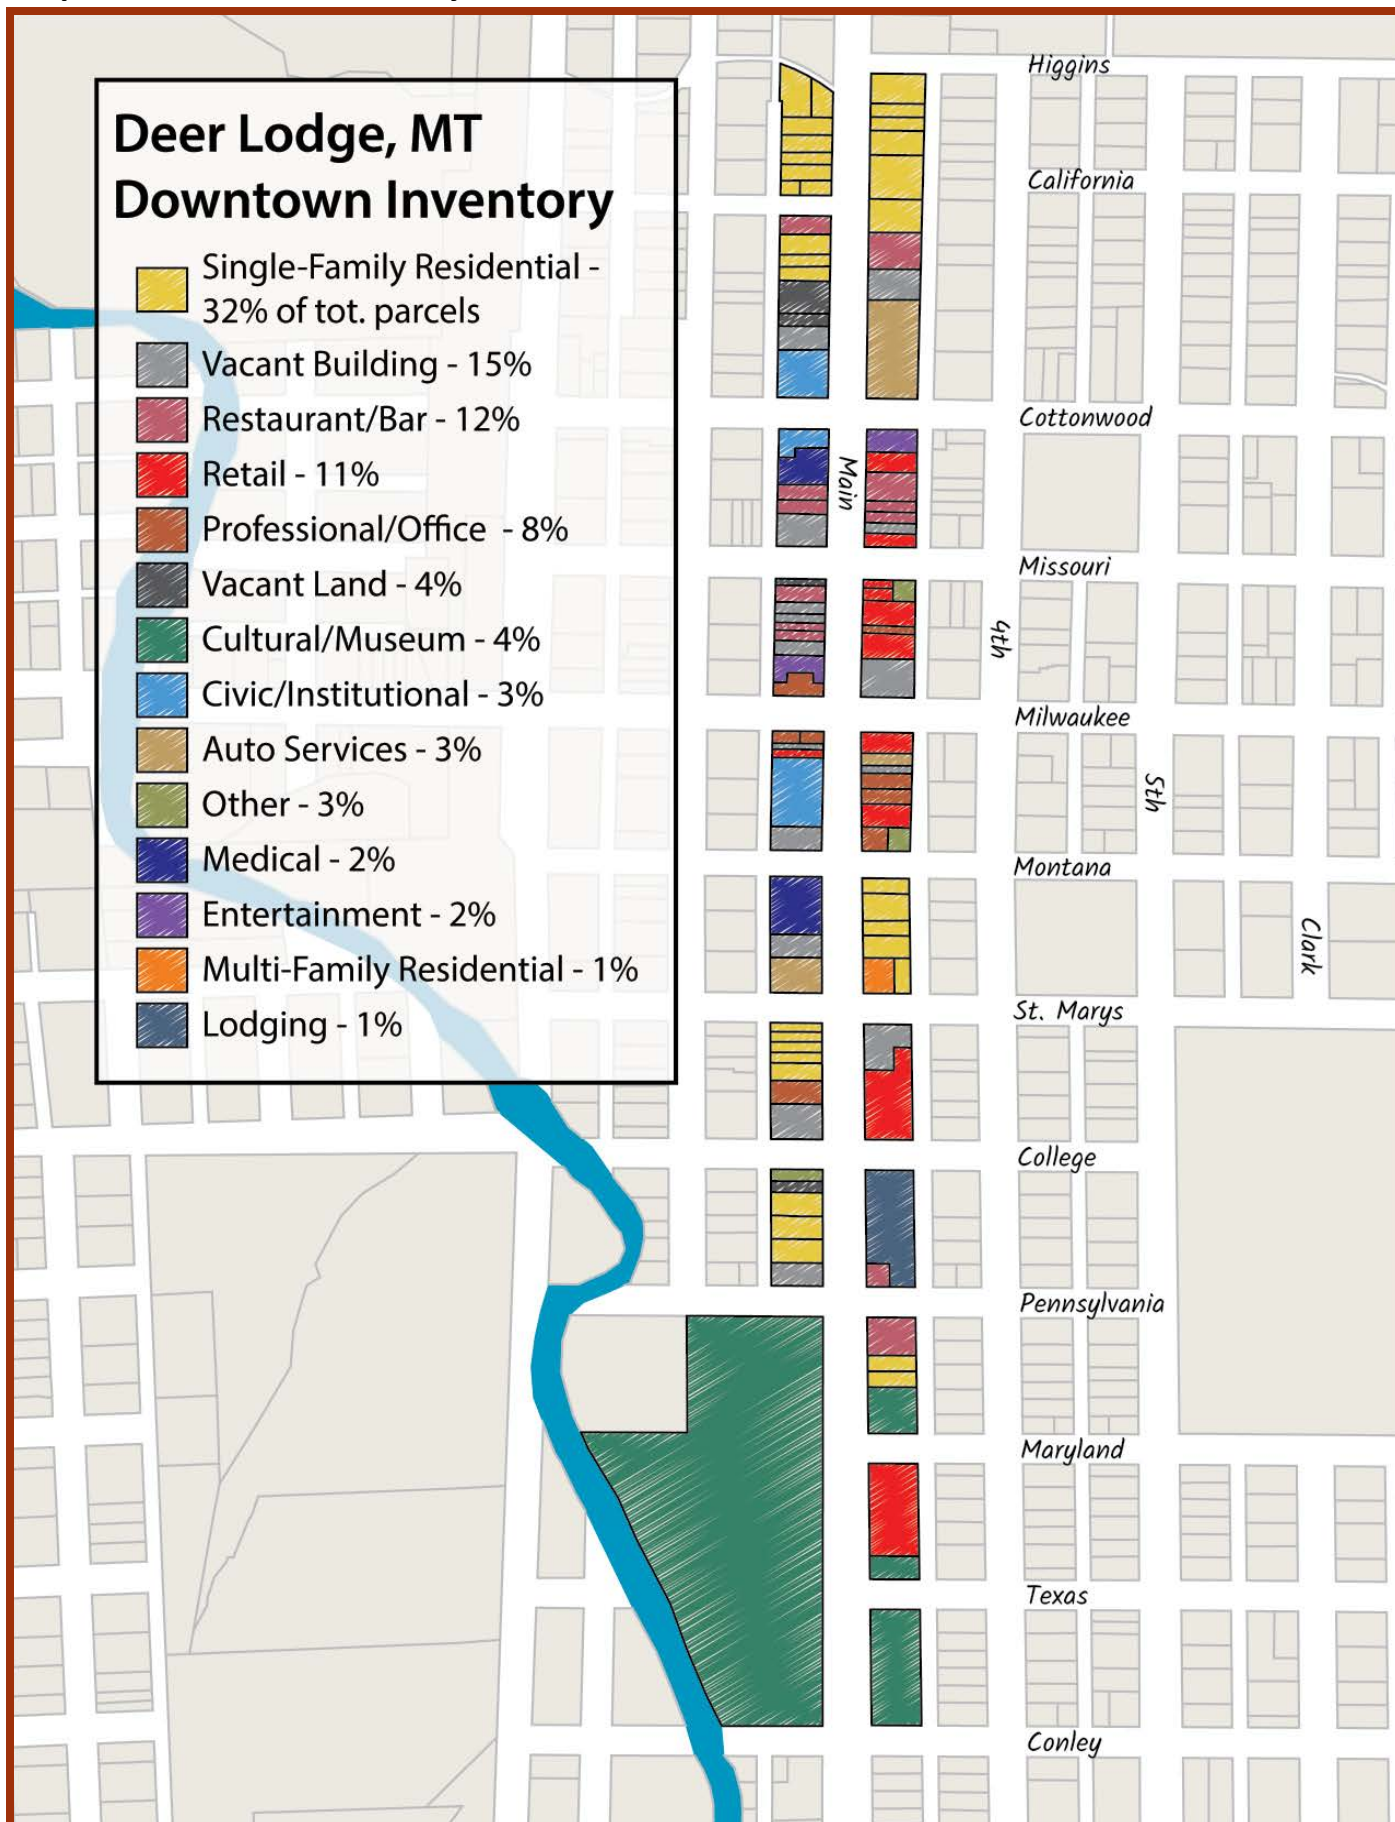 Deer Lodge, MT
Downtown Inventory
Single-Family Residential -
32% of tot. parcels
Vacant Building - 15%
Restaurant/Bar - 12%
Retail - 11%
Professional/Office - 8%
Vacant Land - 4%
Cultural/Museum - 4%
Civic/Institutional - 3%
Auto Services - 3%
Other - 3%
Medical - 2%
Entertainment - 2%
Multi-Family Residential - 1%
Lodging - 1%
Higgins
California
Cottonwood
Main
Missouri
4th
Milwaukee
5th
Montana
Clark
St. Marys
College
Pennsylvania
Maryland
Texas
Conley